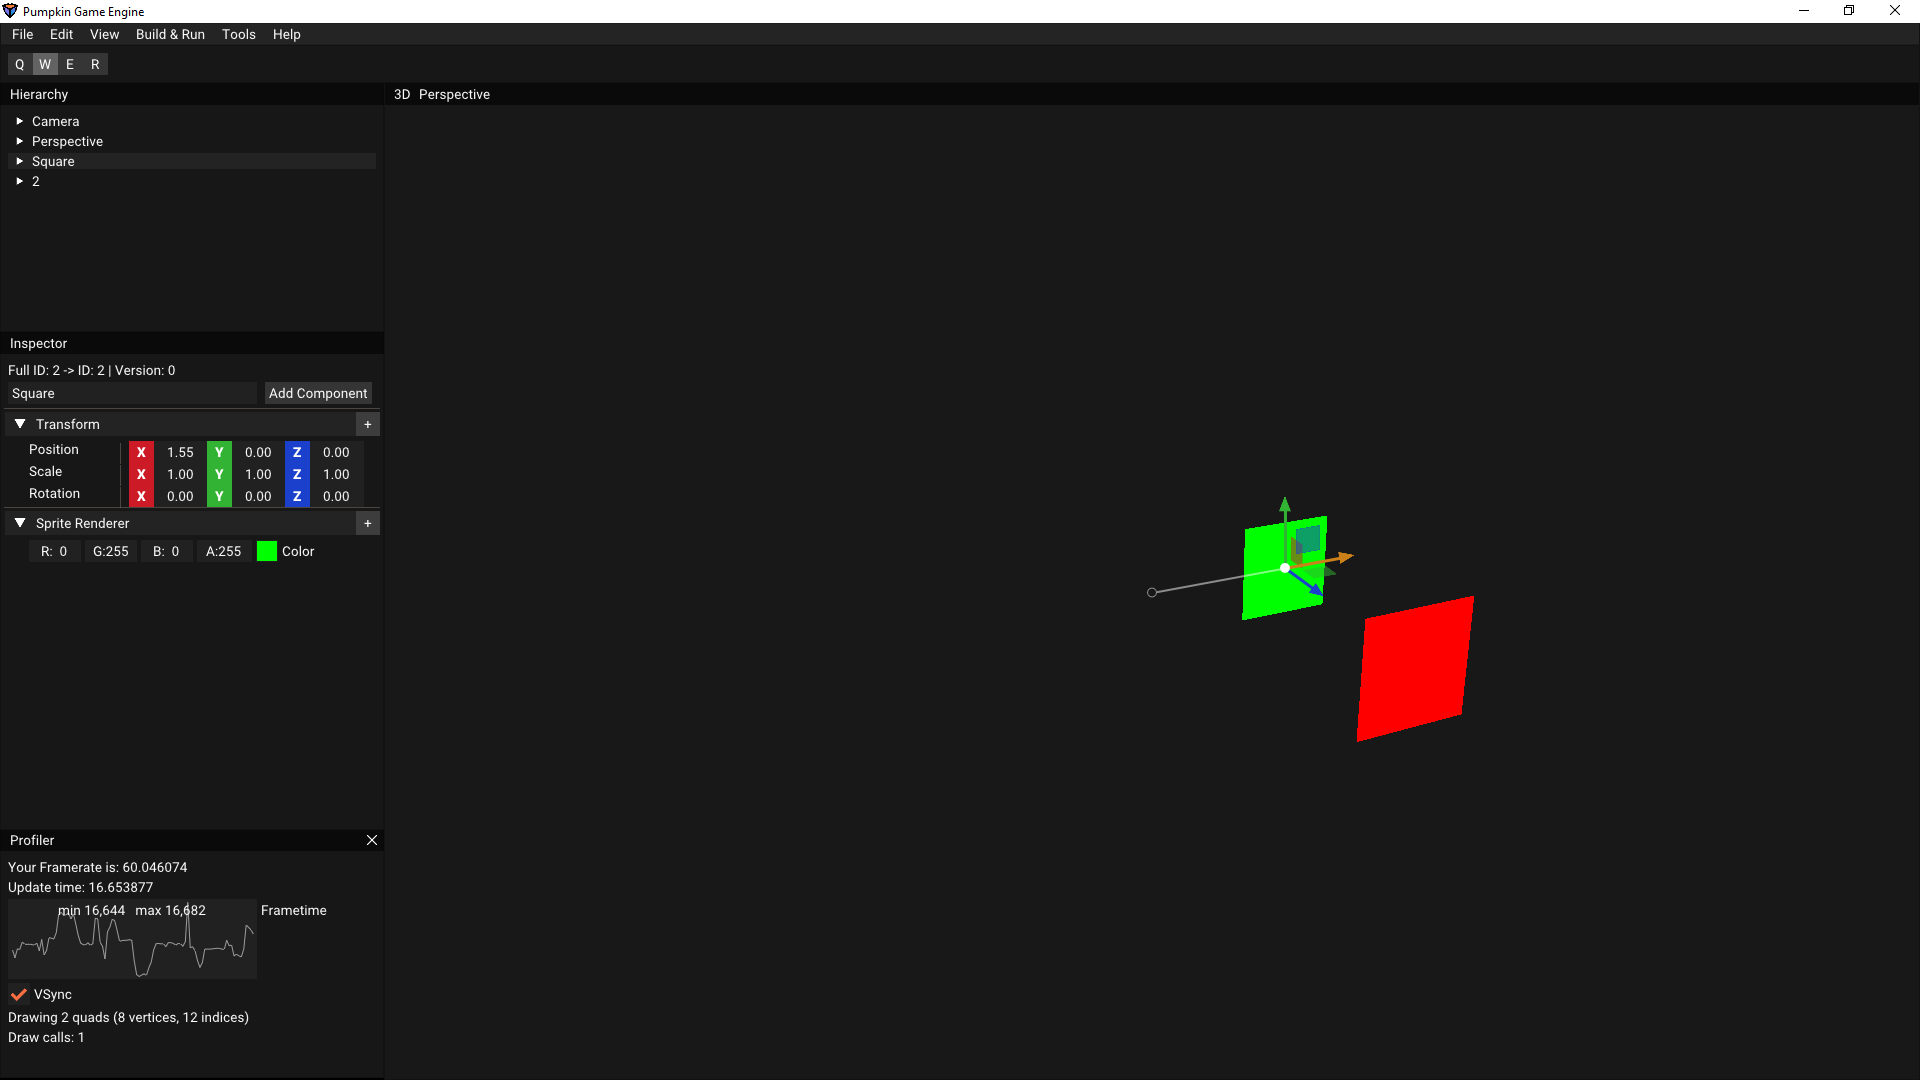 Pumpkin Game Engine
File Edit View Build & Run Tools Help
Q W E R
Hierarchy
Camera
Perspective
Square
2
Inspector
Full ID: 2 -> ID: 2 | Version: 0
Square Add Component
Transform +
Position X 1.55 Y 0.00 Z 0.00
Scale X 1.00 Y 1.00 Z 1.00
Rotation X 0.00 Y 0.00 Z 0.00
Sprite Renderer +
R: 0 G:255 B: 0 A:255 Color
Profiler
Your Framerate is: 60.046074
Update time: 16.653877
min 16,644 max 16,682 Frametime
VSync
Drawing 2 quads (8 vertices, 12 indices)
Draw calls: 1
3D Perspective